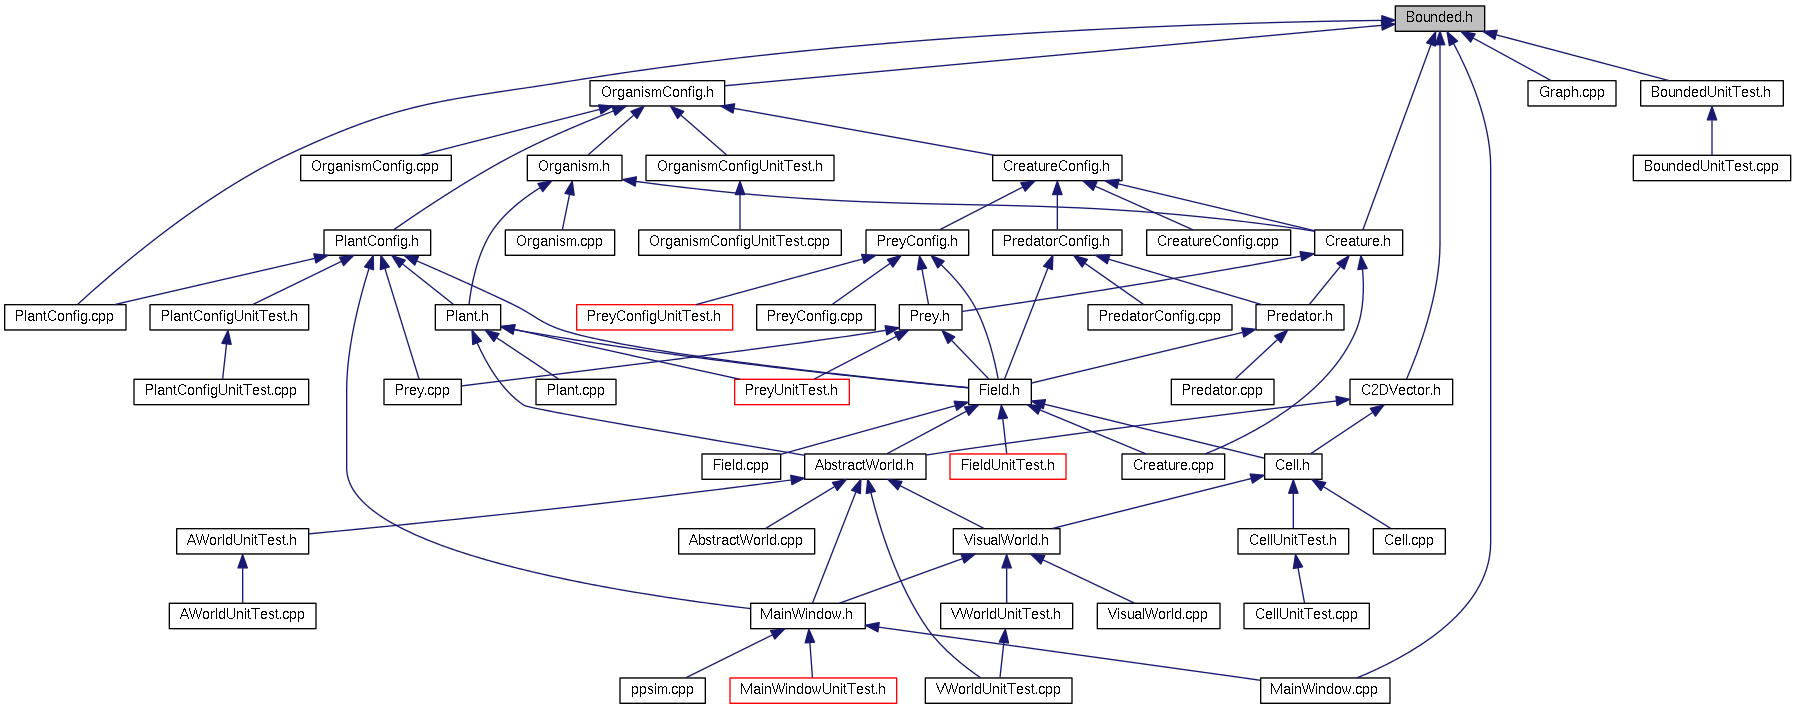 Bounded.h
OrganismConfig.h
Graph.cpp
BoundedUnitTest.h
OrganismConfig.cpp
Organism.h
OrganismConfigUnitTest.h
CreatureConfig.h
BoundedUnitTest.cpp
PlantConfig.h
Organism.cpp
OrganismConfigUnitTest.cpp
PreyConfig.h
PredatorConfig.h
CreatureConfig.cpp
Creature.h
PlantConfig.cpp
PlantConfigUnitTest.h
Plant.h
PreyConfigUnitTest.h
PreyConfig.cpp
Prey.h
PredatorConfig.cpp
Predator.h
PlantConfigUnitTest.cpp
Prey.cpp
Plant.cpp
PreyUnitTest.h
Field.h
Predator.cpp
C2DVector.h
Field.cpp
AbstractWorld.h
FieldUnitTest.h
Creature.cpp
Cell.h
AWorldUnitTest.h
AbstractWorld.cpp
VisualWorld.h
CellUnitTest.h
Cell.cpp
AWorldUnitTest.cpp
MainWindow.h
VWorldUnitTest.h
VisualWorld.cpp
CellUnitTest.cpp
ppsim.cpp
MainWindowUnitTest.h
VWorldUnitTest.cpp
MainWindow.cpp